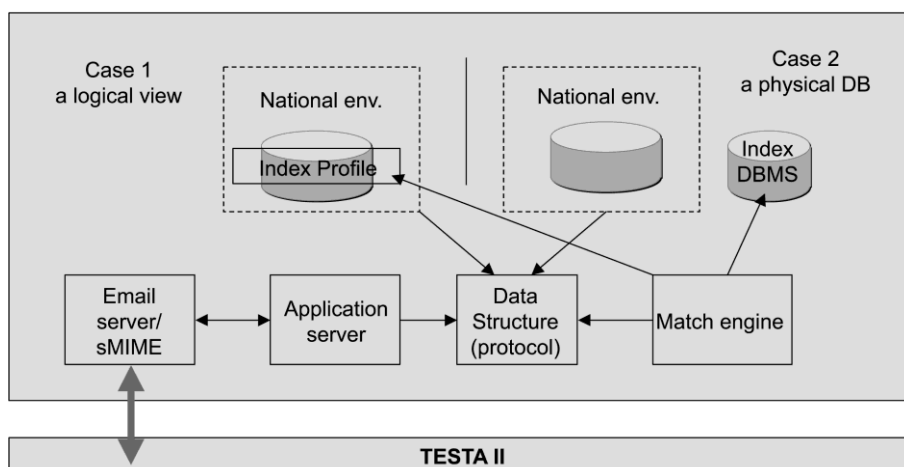 Case 1
a logical view
National env.
Index Profile
National env.
Case 2
a physical DB
Index
DBMS
Email
server/
sMIME
Application
server
Data
Structure
(protocol)
Match engine
TESTA II